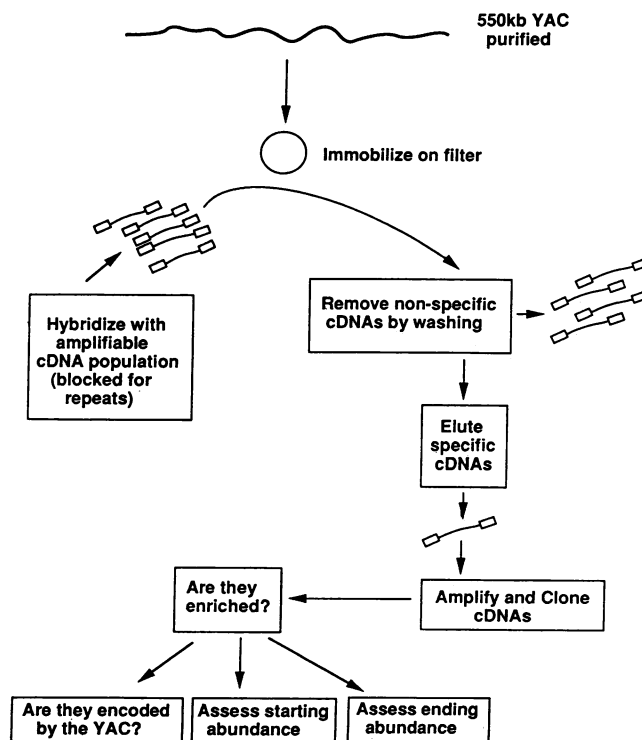 550kb YAC
purified
Immobilize on filter
Hybridize with
amplifiable
cDNA population
(blocked for
repeats)
Remove non-specific
cDNAs by washing
Elute
specific
cDNAs
Amplify and Clone
cDNAs
Are they
enriched?
Are they encoded
by the YAC?
Assess starting
abundance
Assess ending
abundance